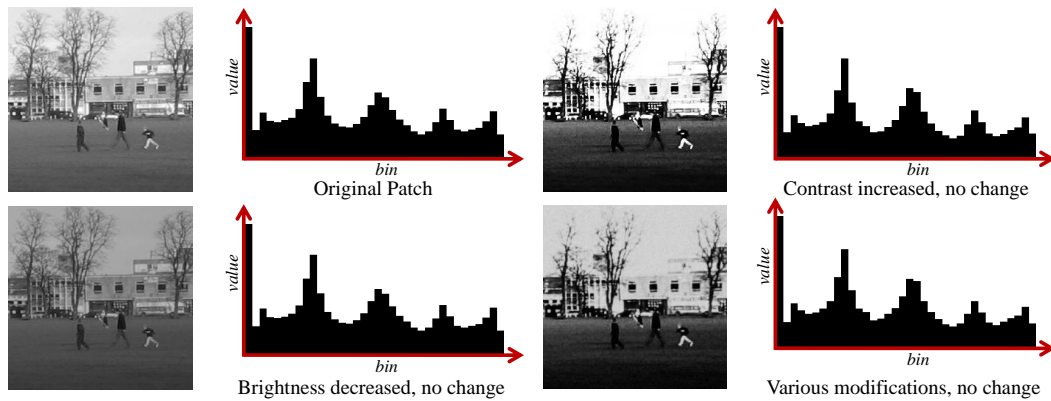 value
bin
Original Patch
value
bin
Contrast increased, no change
value
bin
Brightness decreased, no change
value
bin
Various modifications, no change